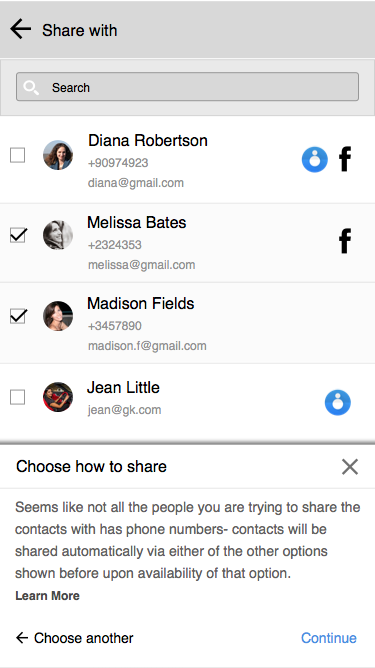 Share with
Search
Diana Robertson
+90974923
diana@gmail.com
Melissa Bates
+2324353
melissa@gmail.com
Madison Fields
+3457890
madison.f@gmail.com
Jean Little
jean@gk.com
Choose how to share
Seems like not all the people you are trying to share the
contacts with has phone numbers- contacts will be
shared automatically via either of the other options
shown before upon availability of that option.
Learn More
Choose another
Continue